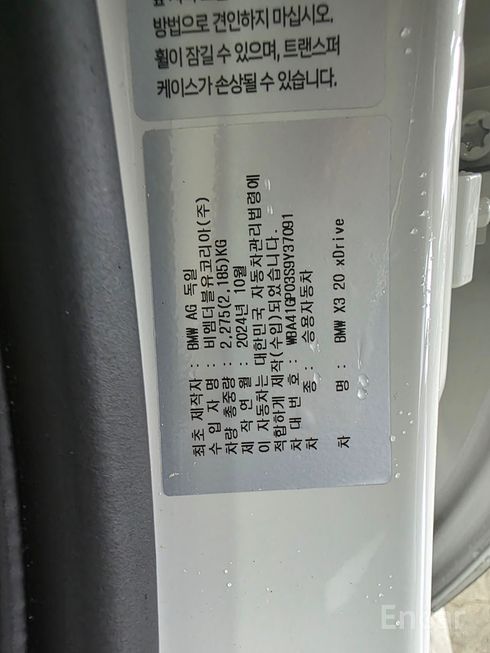 방법으로 견인하지 마십시오.
휠이 잠길 수 있으며, 트랜스퍼
케이스가 손상될 수 있습니다.
최초 제작자 : BMW AG 독일
수 입 자 명 : 비엠더블유코리아(주)
차량 총중량 : 2,275(2,185)KG
제 작 연 월 : 2024년 10월
이 자동차는 대한민국 자동차관리법령에
적합하게 제작(수입)되었습니다.
차 대 번 호 : WBA41GP03S9Y37091
차 종 : 승용자동차
차 명 : BMW X3 20 xDrive
Encar